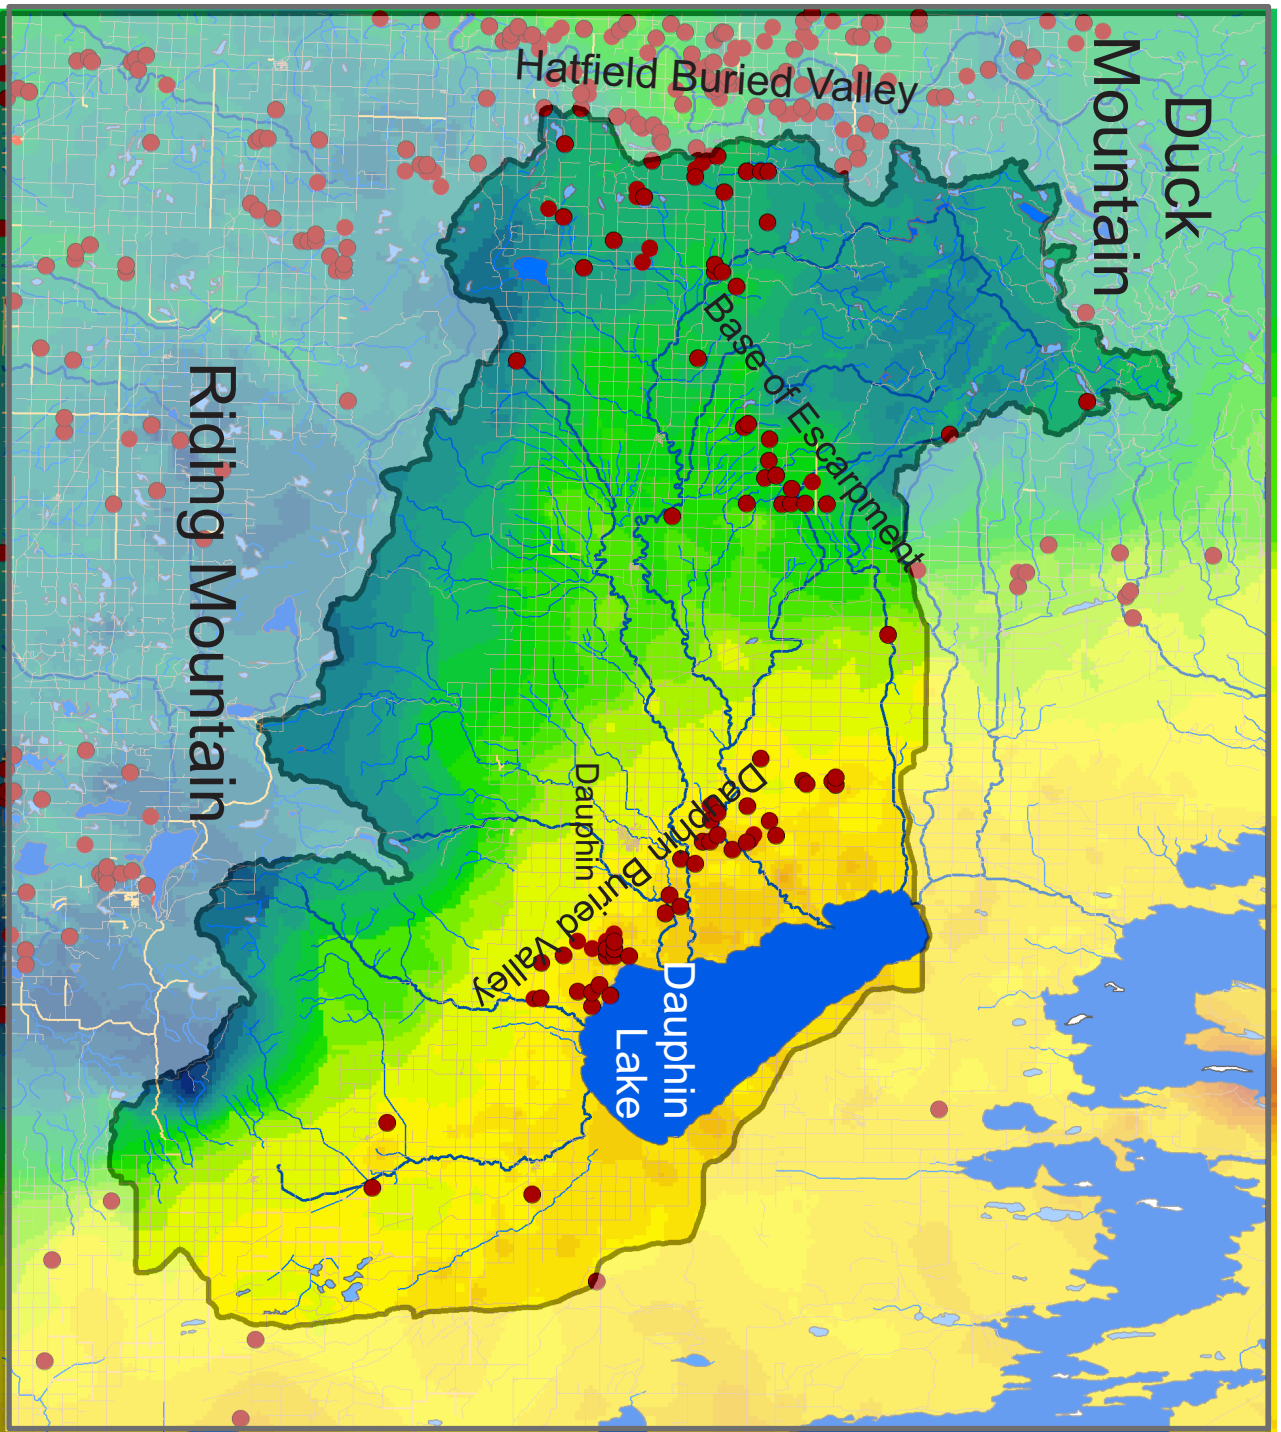 Hatfield Buried Valley
Duck
Mountain
Base of Escarpment
Riding Mountain
Dauphin
Dauphin Buried Valley
Dauphin
Lake